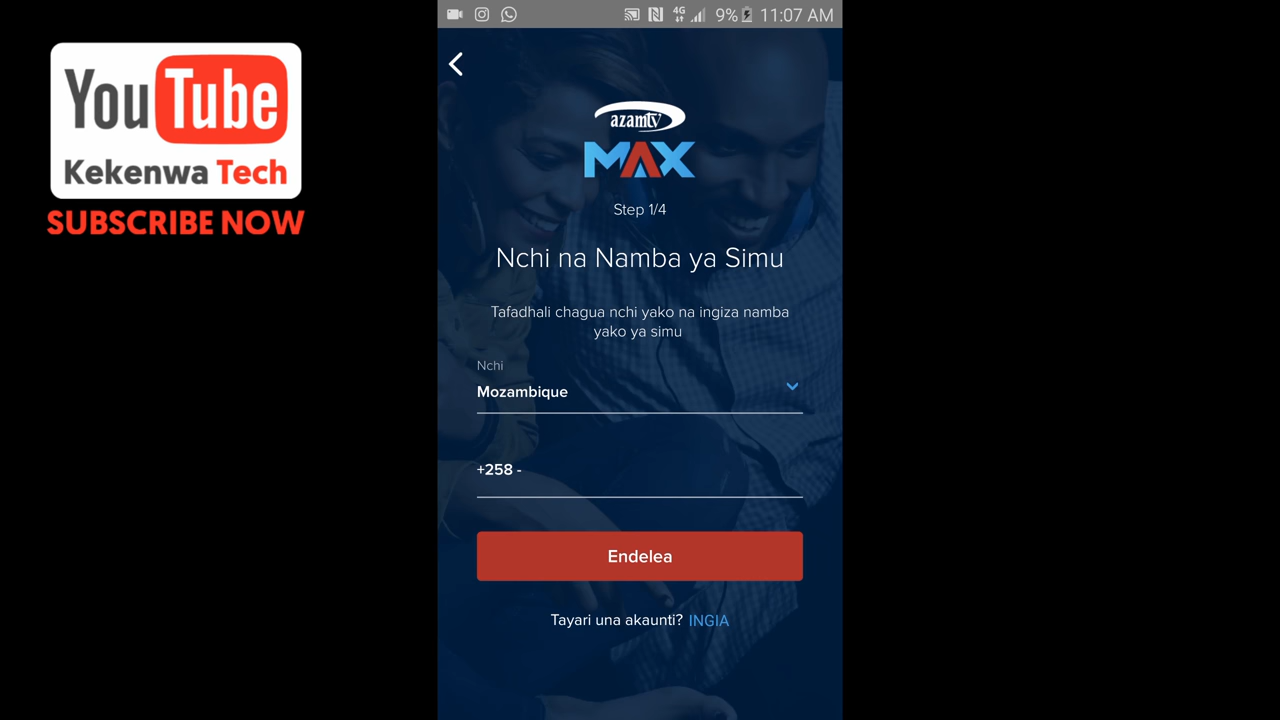 YouTube
Kekenwa Tech
SUBSCRIBE NOW
4G 9% 11:07 AM
azamtv
MAX
Step 1/4
Nchi na Namba ya Simu
Tafadhali chagua nchi yako na ingiza namba
yako ya simu
Nchi
Mozambique
+258 -
Endelea
Tayari una akaunti? INGIA